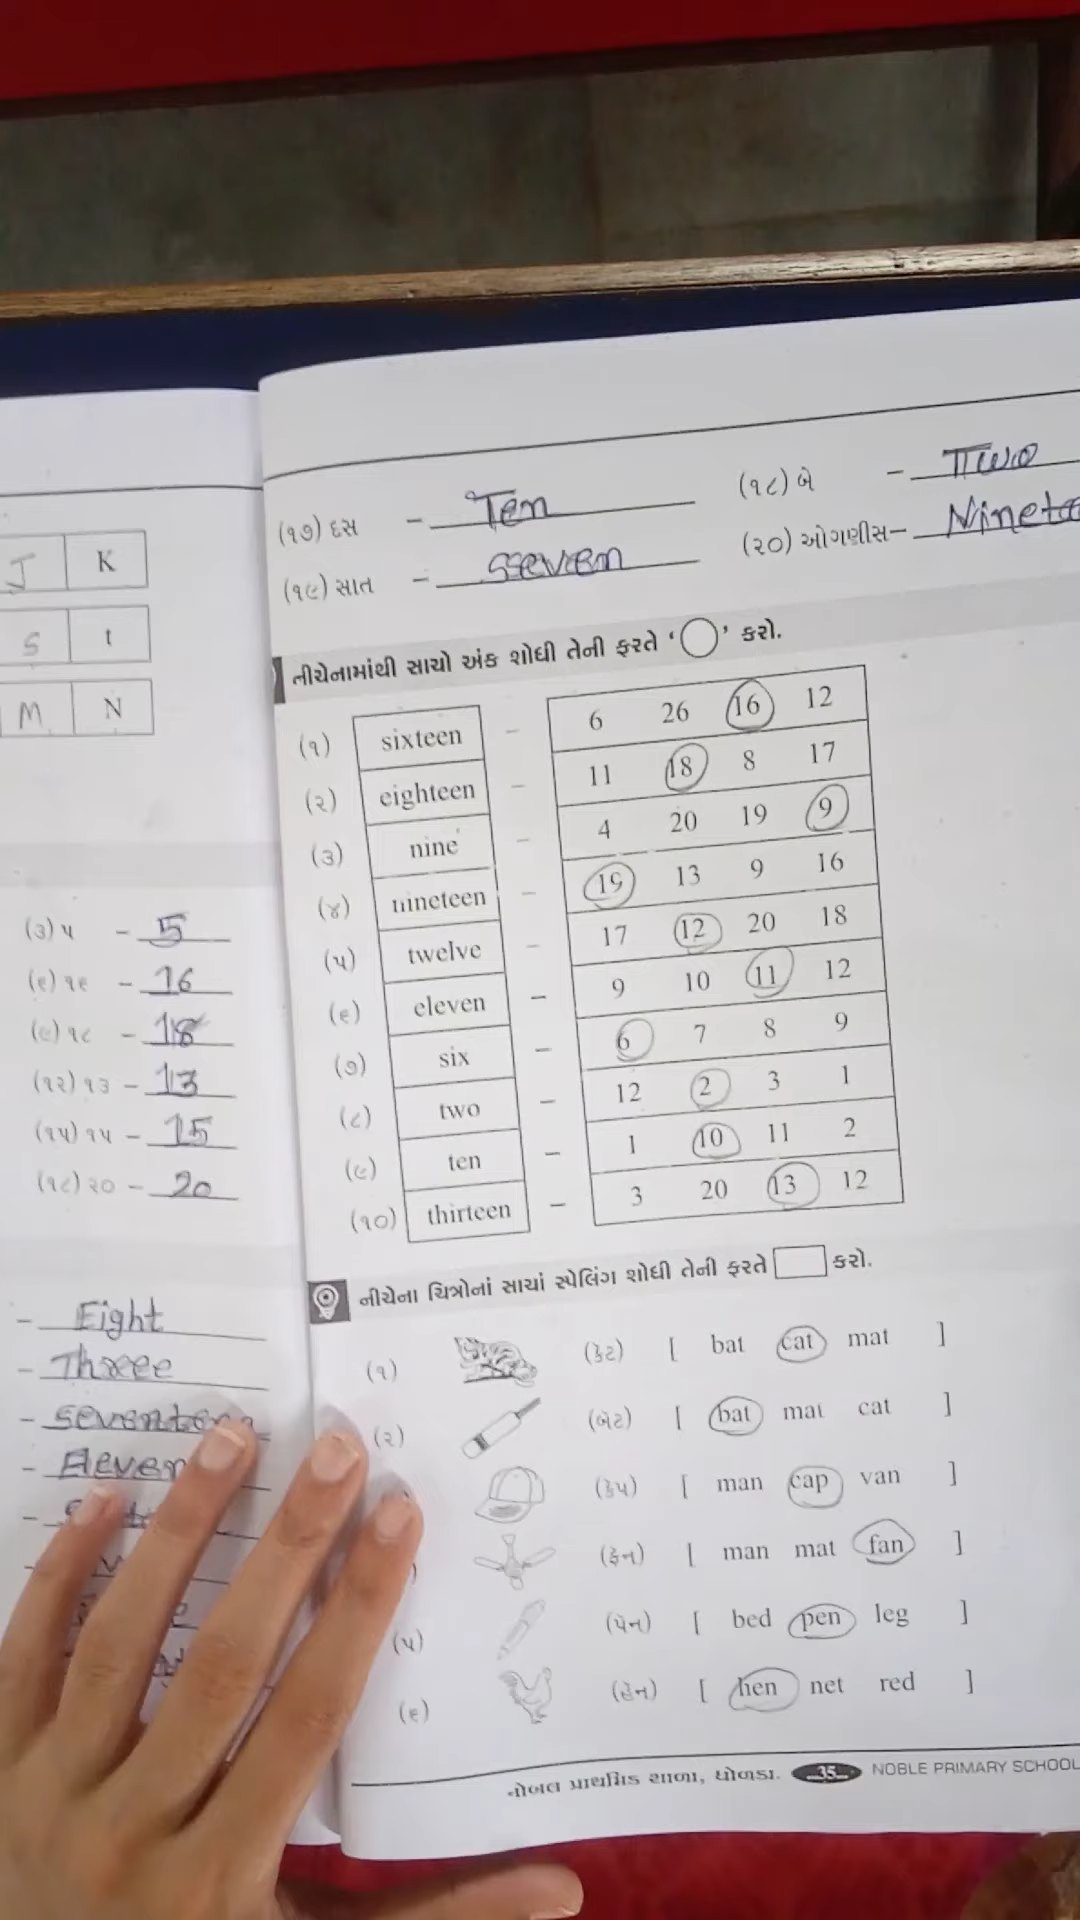 J K
s t
M N
(૩) ૫ - 5
(૬) ૧૬ - 16
(૯) ૧૮ - 18
(૧૨) ૧૩ - 13
(૧૫) ૧૫ - 15
(૧૮) ૨૦ - 20
- Eight
- Threee
- seventeen
- Eleven
(૧૭) દસ - Ten (૧૮) બે - Two
(૧૯) સાત - sseven (૨૦) ઓગણીસ-
નીચેનામાંથી સાચો અંક શોધી તેની ફરતે ‘◯’ કરો.
(૧) sixteen - 6 26 16 12
(૨) eighteen - 11 18 8 17
(૩) nine - 4 20 19 9
(૪) nineteen - 19 13 9 16
(૫) twelve - 17 12 20 18
(૬) eleven - 9 10 11 12
(૭) six - 6 7 8 9
(૮) two - 12 2 3 1
(૯) ten - 1 10 11 2
(૧૦) thirteen - 3 20 13 12
નીચેના ચિત્રોનાં સાચાં સ્પેલિંગ શોધી તેની ફરતે કરો.
(૧) (કેટ) [ bat cat mat ]
(૨) (બેટ) [ bat mat cat ]
(કેપ) [ man cap van ]
) (ફેન) [ man mat fan ]
(૫) (પેન) [ bed pen leg ]
(૬) (હેન) [ hen net red ]
નોબલ પ્રાથમિક શાળા, ધોળકા. 35 NOBLE PRIMARY SCHOOL